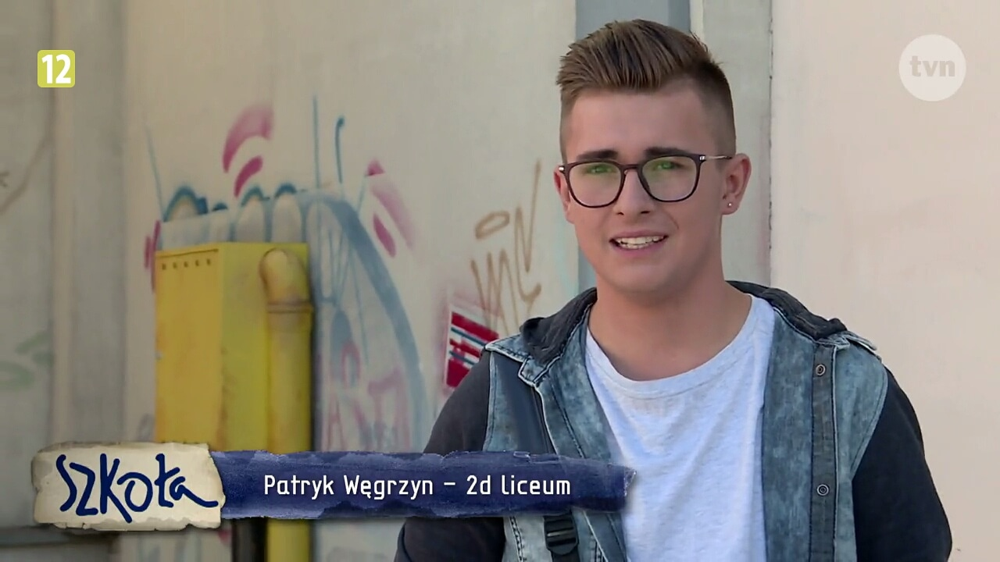 12
tvn
Szkoła
Patryk Węgrzyn – 2d liceum